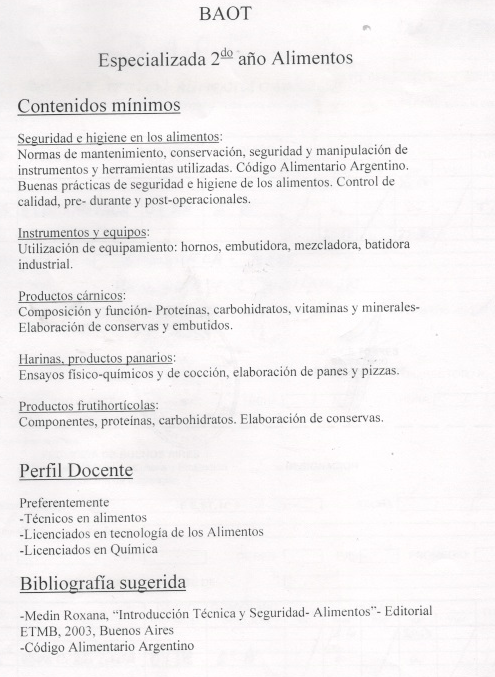 BAOT
Especializada 2do año Alimentos
Contenidos mínimos
Seguridad e higiene en los alimentos:
Normas de mantenimiento, conservación, seguridad y manipulación de
instrumentos y herramientas utilizadas. Código Alimentario Argentino.
Buenas prácticas de seguridad e higiene de los alimentos. Control de
calidad, pre- durante y post-operacionales.
Instrumentos y equipos:
Utilización de equipamiento: hornos, embutidora, mezcladora, batidora
industrial.
Productos cárnicos:
Composición y función- Proteínas, carbohidratos, vitaminas y minerales-
Elaboración de conservas y embutidos.
Harinas, productos panarios:
Ensayos físico-químicos y de cocción, elaboración de panes y pizzas.
Productos frutihortícolas:
Componentes, proteínas, carbohidratos. Elaboración de conservas.
Perfil Docente
Preferentemente
-Técnicos en alimentos
-Licenciados en tecnología de los Alimentos
-Licenciados en Química
Bibliografía sugerida
-Medin Roxana, “Introducción Técnica y Seguridad- Alimentos”- Editorial
ETMB, 2003, Buenos Aires
-Código Alimentario Argentino